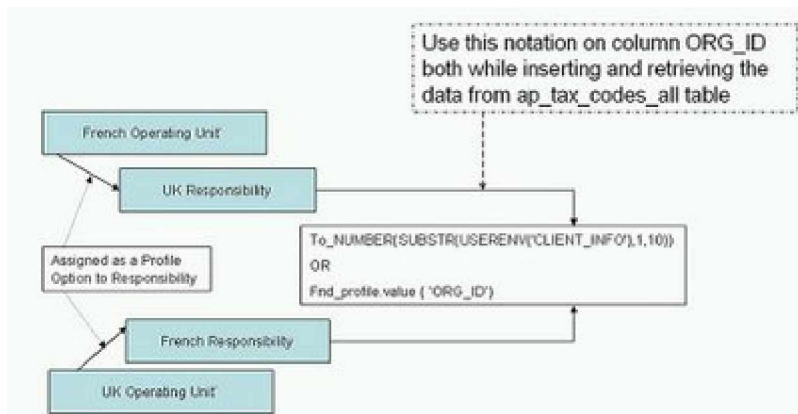 Use this notation on column ORG_ID
both while inserting and retrieving the
data from ap_tax_codes_all table
French Operating Unit
UK Responsibility
To_NUMBER(SUBSTR(USERENV('CLIENT_INFO'),1,10))
OR
Fnd_profile.value ( 'ORG_ID')
Assigned as a Profile
Option to Responsibility
French Responsibility
UK Operating Unit